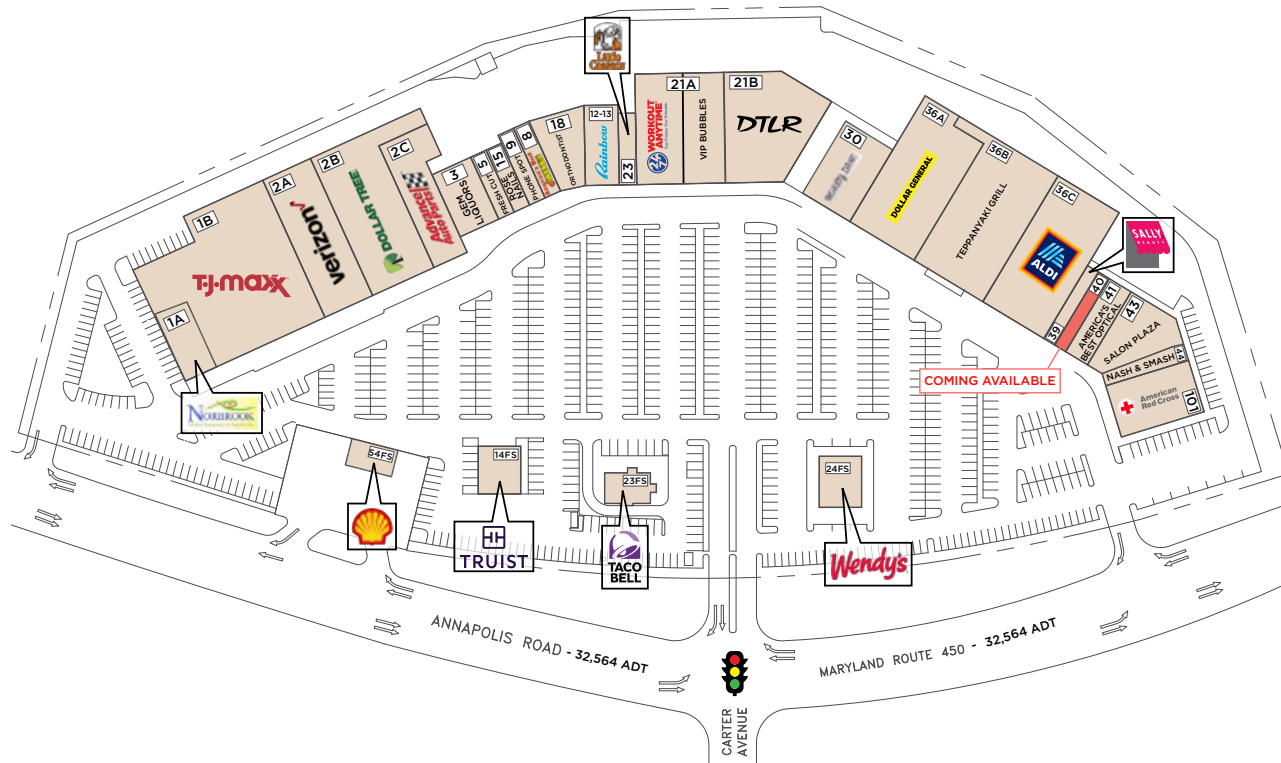 Little
Caesars
21A
21B
12-13
18
8
9
15
5
3
2C
2B
2A
1B
1A
23
30
36A
36B
36C
Rainbow
WORKOUT
ANYTIME
VIP BUBBLES
DTLR
ORTHODONTIST
PHONE SPOT
ROSE
NAILS
FRESH CUT
GEM
LIQUORS
Advance
Auto Parts
DOLLAR TREE
verizon
T·J·maxx
NORBROOK
DOLLAR GENERAL
TEPPANYAKI GRILL
ALDI
SALLY
BEAUTY
39
40
41
43
44
101
AMERICA'S
BEST OPTICAL
SALON PLAZA
NASH & SMASH
American
Red Cross
COMING AVAILABLE
54FS
14FS
23FS
24FS
TRUIST
TACO
BELL
Wendy's
ANNAPOLIS ROAD - 32,564 ADT
MARYLAND ROUTE 450 - 32,564 ADT
CARTER
AVENUE